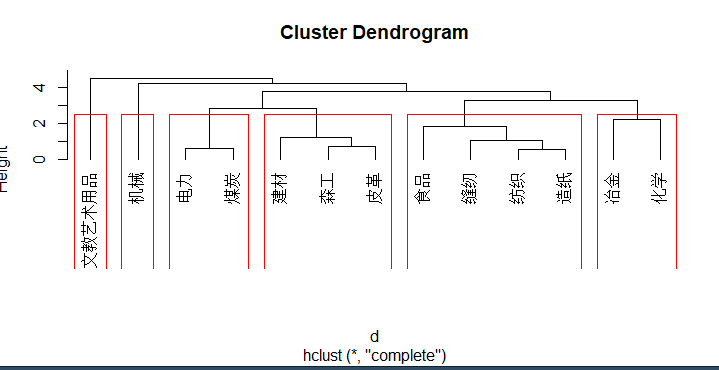 Cluster Dendrogram
Height
0 2 4
文教艺术用品
机械
电力
煤炭
建材
森工
皮革
食品
缝纫
纺织
造纸
冶金
化学
d
hclust (*, "complete")